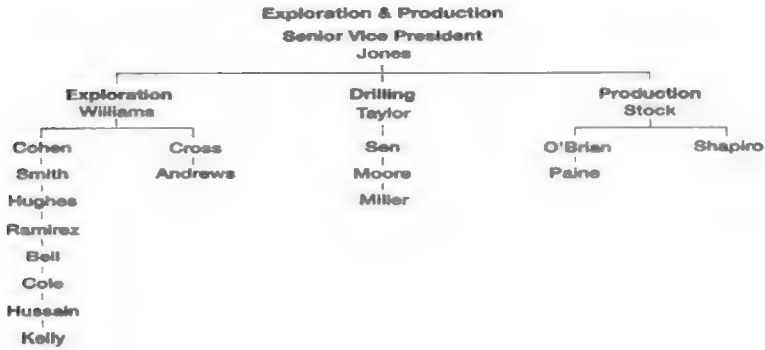 Exploration & Production
Senior Vice President
Jones
Exploration Drilling Production
Williams Taylor Stock
Cohen Cross Sen O'Brian Shapiro
Smith Andrews Moore Paine
Hughes Miller
Ramirez
Bell
Cole
Hussain
Kelly